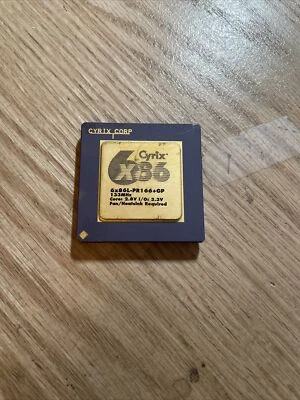 CYRIX CORP
Cyrix
6x86
6x86L-PR166+GP
133MHz
Core: 2.8V I/O: 3.3V
Fan/Heatsink Required